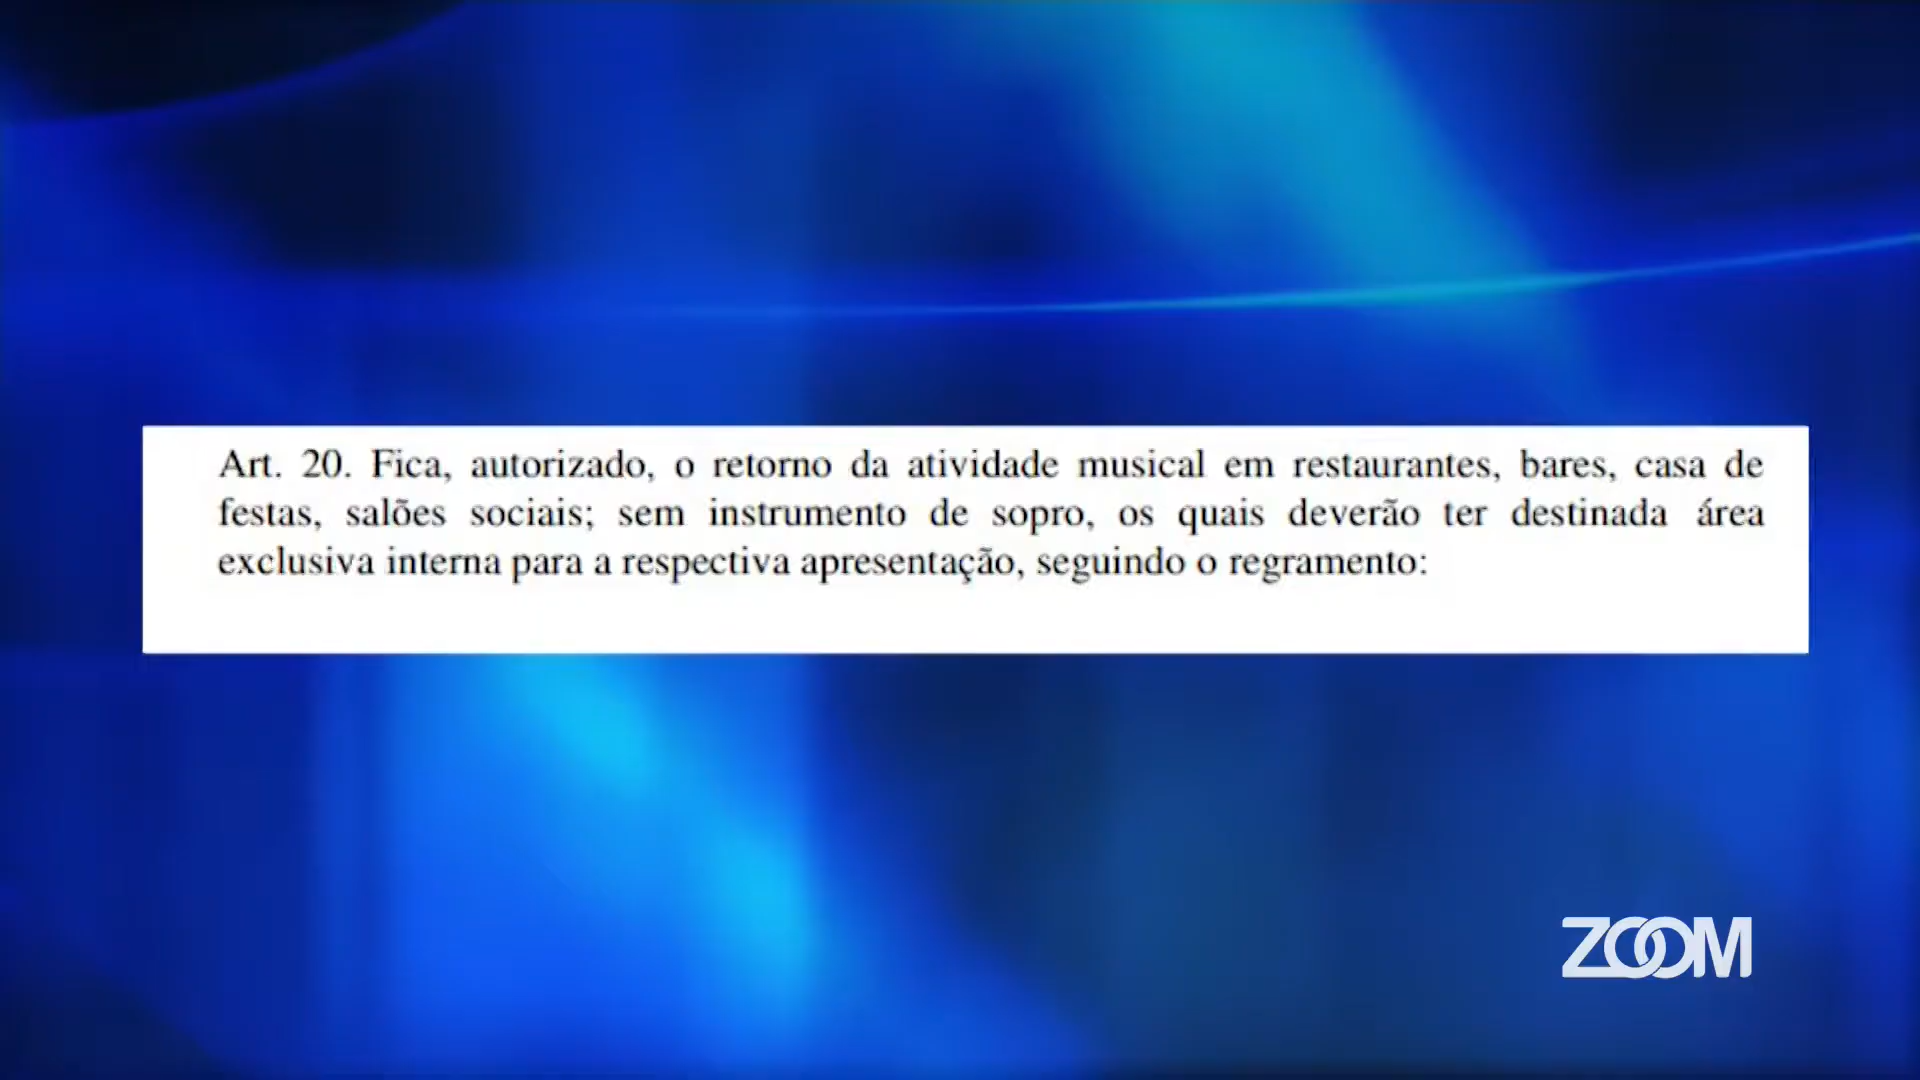 Art. 20. Fica, autorizado, o retorno da atividade musical em restaurantes, bares, casa de
festas, salões sociais; sem instrumento de sopro, os quais deverão ter destinada área
exclusiva interna para a respectiva apresentação, seguindo o regramento:
ZOOM